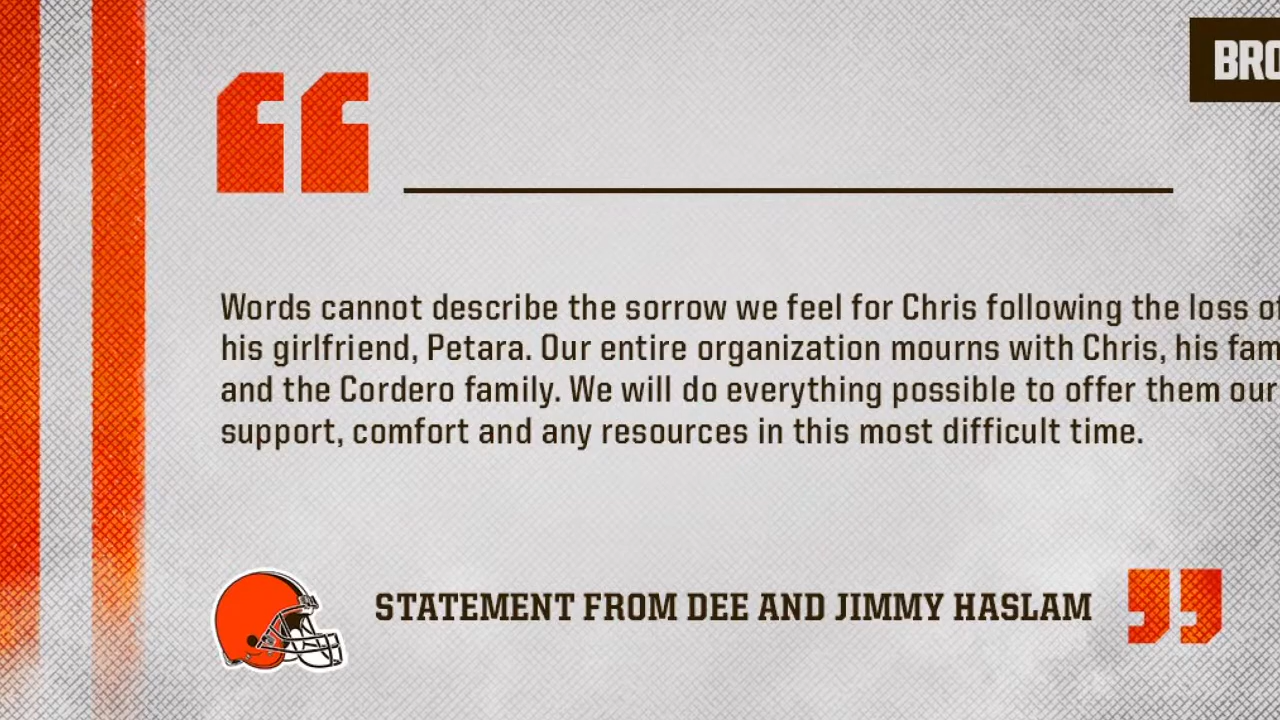 BRO
Words cannot describe the sorrow we feel for Chris following the loss of
his girlfriend, Petara. Our entire organization mourns with Chris, his fam
and the Cordero family. We will do everything possible to offer them our
support, comfort and any resources in this most difficult time.
STATEMENT FROM DEE AND JIMMY HASLAM